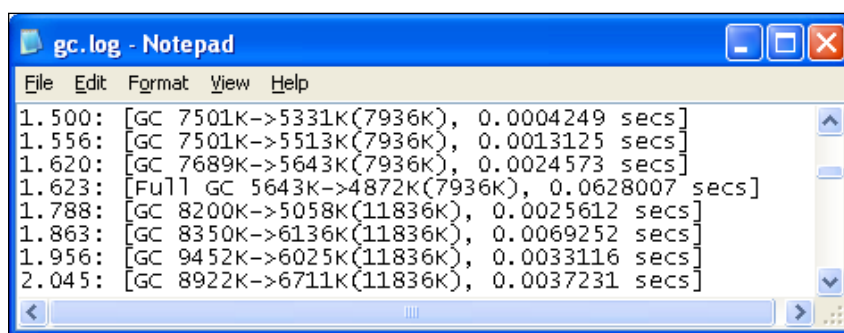 gc.log - Notepad
File Edit Format View Help
1.500: [GC 7501K->5331K(7936K), 0.0004249 secs]
1.556: [GC 7501K->5513K(7936K), 0.0013125 secs]
1.620: [GC 7689K->5643K(7936K), 0.0024573 secs]
1.623: [Full GC 5643K->4872K(7936K), 0.0628007 secs]
1.788: [GC 8200K->5058K(11836K), 0.0025612 secs]
1.863: [GC 8350K->6136K(11836K), 0.0069252 secs]
1.956: [GC 9452K->6025K(11836K), 0.0033116 secs]
2.045: [GC 8922K->6711K(11836K), 0.0037231 secs]